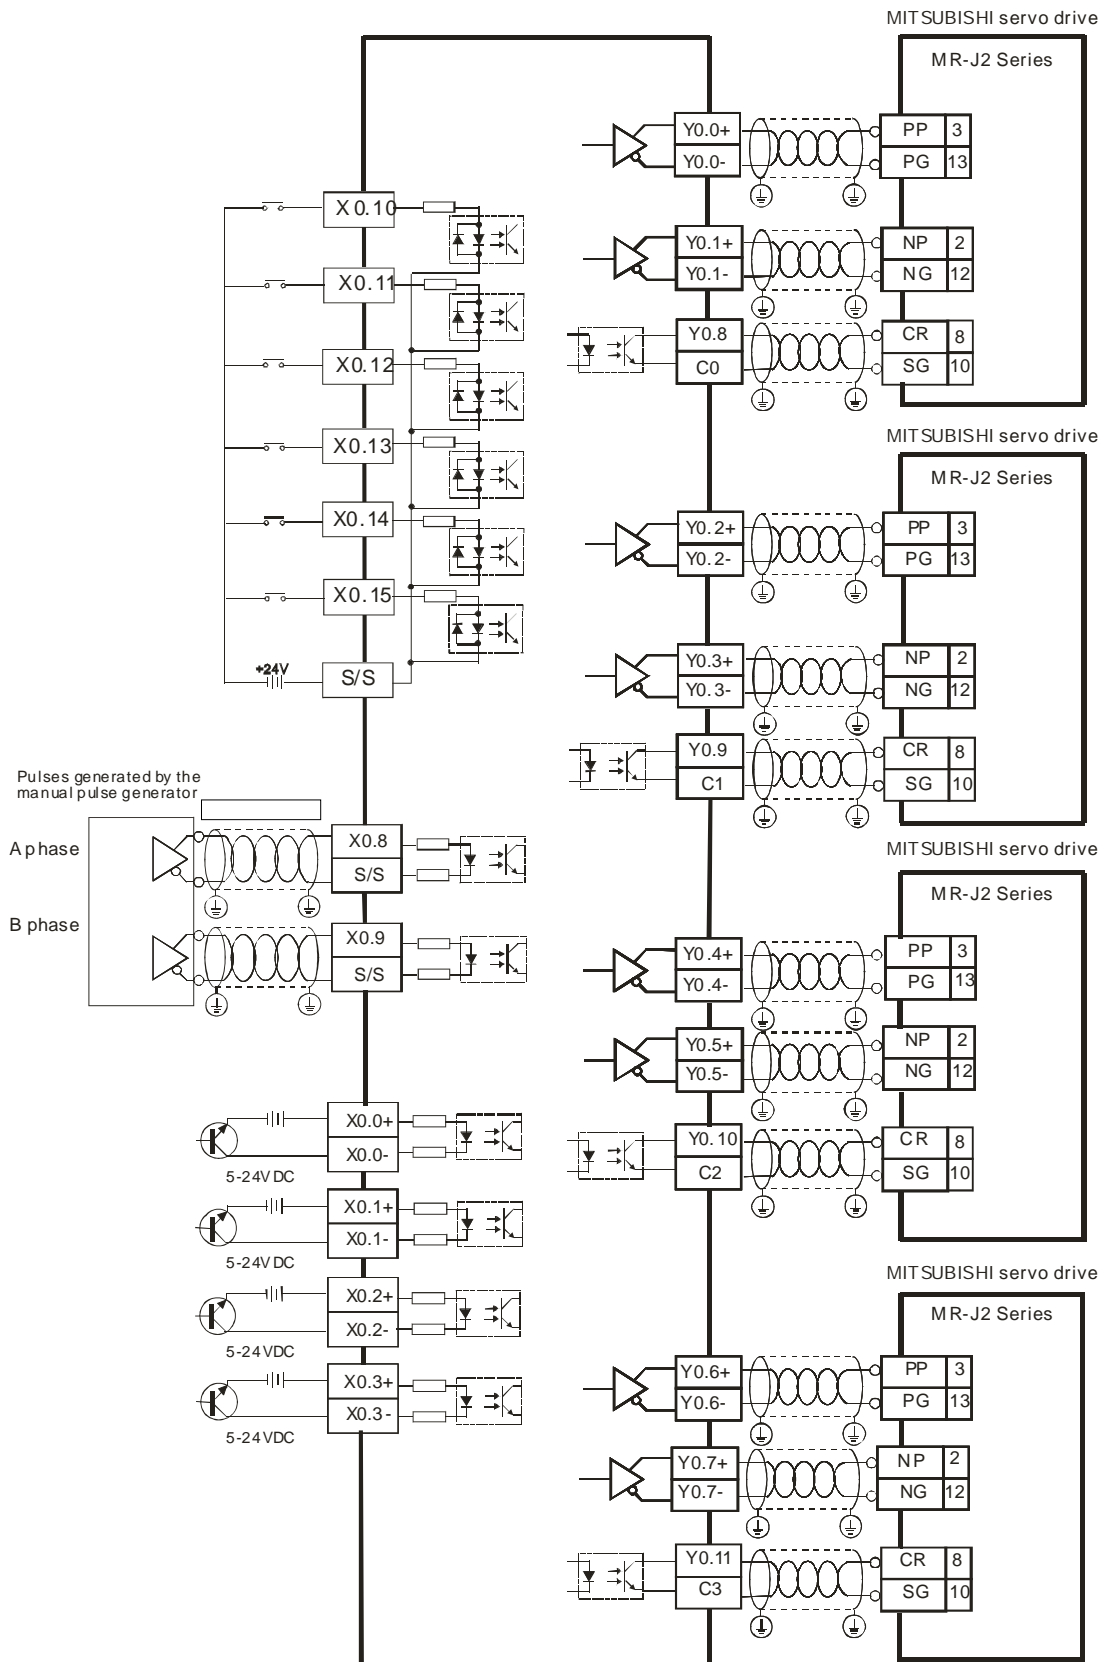 MITSUBISHI servo drive
MR-J2 Series
Y0.0+
Y0.0-
PP 3
PG 13
Y0.1+
Y0.1-
NP 2
NG 12
Y0.8
C0
CR 8
SG 10
X0.10
X0.11
X0.12
X0.13
X0.14
X0.15
+24V
S/S
MITSUBISHI servo drive
MR-J2 Series
Y0.2+
Y0.2-
PP 3
PG 13
Y0.3+
Y0.3-
NP 2
NG 12
Y0.9
C1
CR 8
SG 10
Pulses generated by the
manual pulse generator
A phase
X0.8
S/S
B phase
X0.9
S/S
MITSUBISHI servo drive
MR-J2 Series
Y0.4+
Y0.4-
PP 3
PG 13
Y0.5+
Y0.5-
NP 2
NG 12
Y0.10
C2
CR 8
SG 10
X0.0+
X0.0-
5-24VDC
X0.1+
X0.1-
5-24VDC
X0.2+
X0.2-
5-24VDC
X0.3+
X0.3-
5-24VDC
MITSUBISHI servo drive
MR-J2 Series
Y0.6+
Y0.6-
PP 3
PG 13
Y0.7+
Y0.7-
NP 2
NG 12
Y0.11
C3
CR 8
SG 10